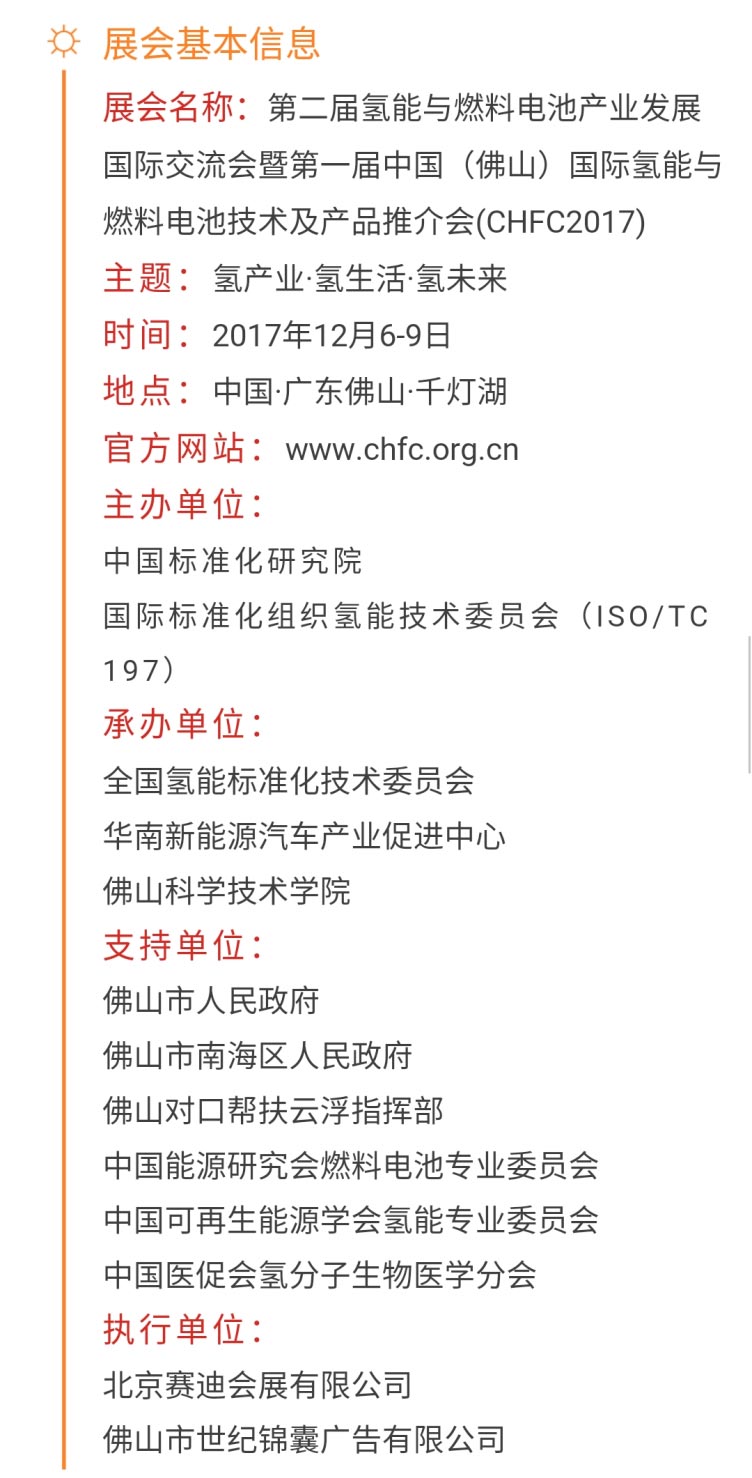 展会基本信息
展会名称：第二届氢能与燃料电池产业发展
国际交流会暨第一届中国（佛山）国际氢能与
燃料电池技术及产品推介会(CHFC2017)
主题：氢产业·氢生活·氢未来
时间：2017年12月6-9日
地点：中国·广东佛山·千灯湖
官方网站：www.chfc.org.cn
主办单位：
中国标准化研究院
国际标准化组织氢能技术委员会（ISO/TC
197）
承办单位：
全国氢能标准化技术委员会
华南新能源汽车产业促进中心
佛山科学技术学院
支持单位：
佛山市人民政府
佛山市南海区人民政府
佛山对口帮扶云浮指挥部
中国能源研究会燃料电池专业委员会
中国可再生能源学会氢能专业委员会
中国医促会氢分子生物医学分会
执行单位：
北京赛迪会展有限公司
佛山市世纪锦囊广告有限公司